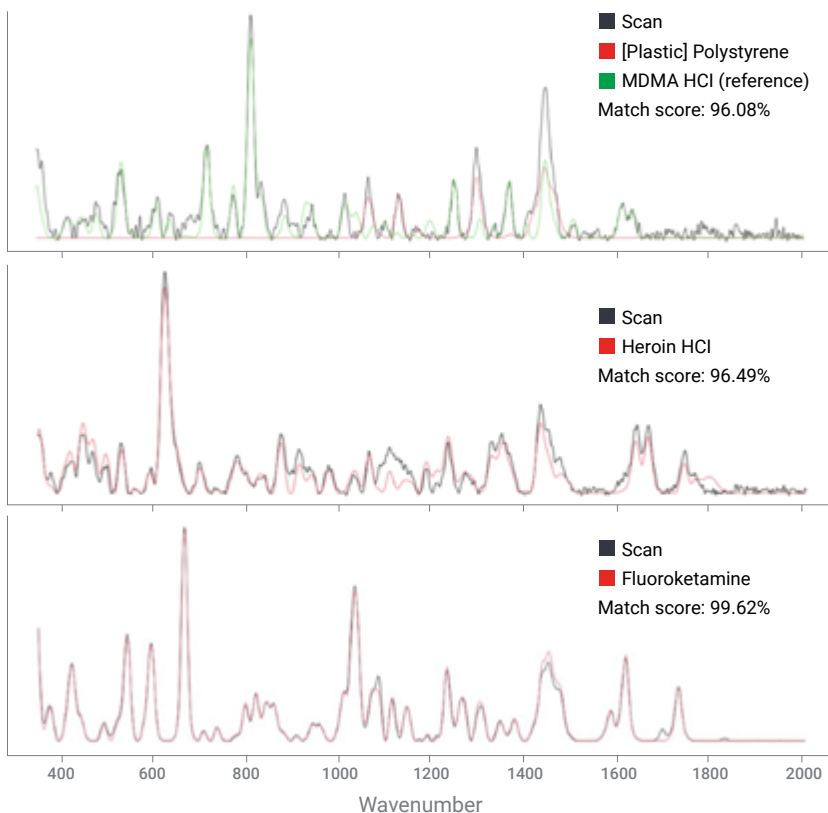 Scan
[Plastic] Polystyrene
MDMA HCl (reference)
Match score: 96.08%
Scan
Heroin HCl
Match score: 96.49%
Scan
Fluoroketamine
Match score: 99.62%
400 600 800 1000 1200 1400 1600 1800 2000
Wavenumber